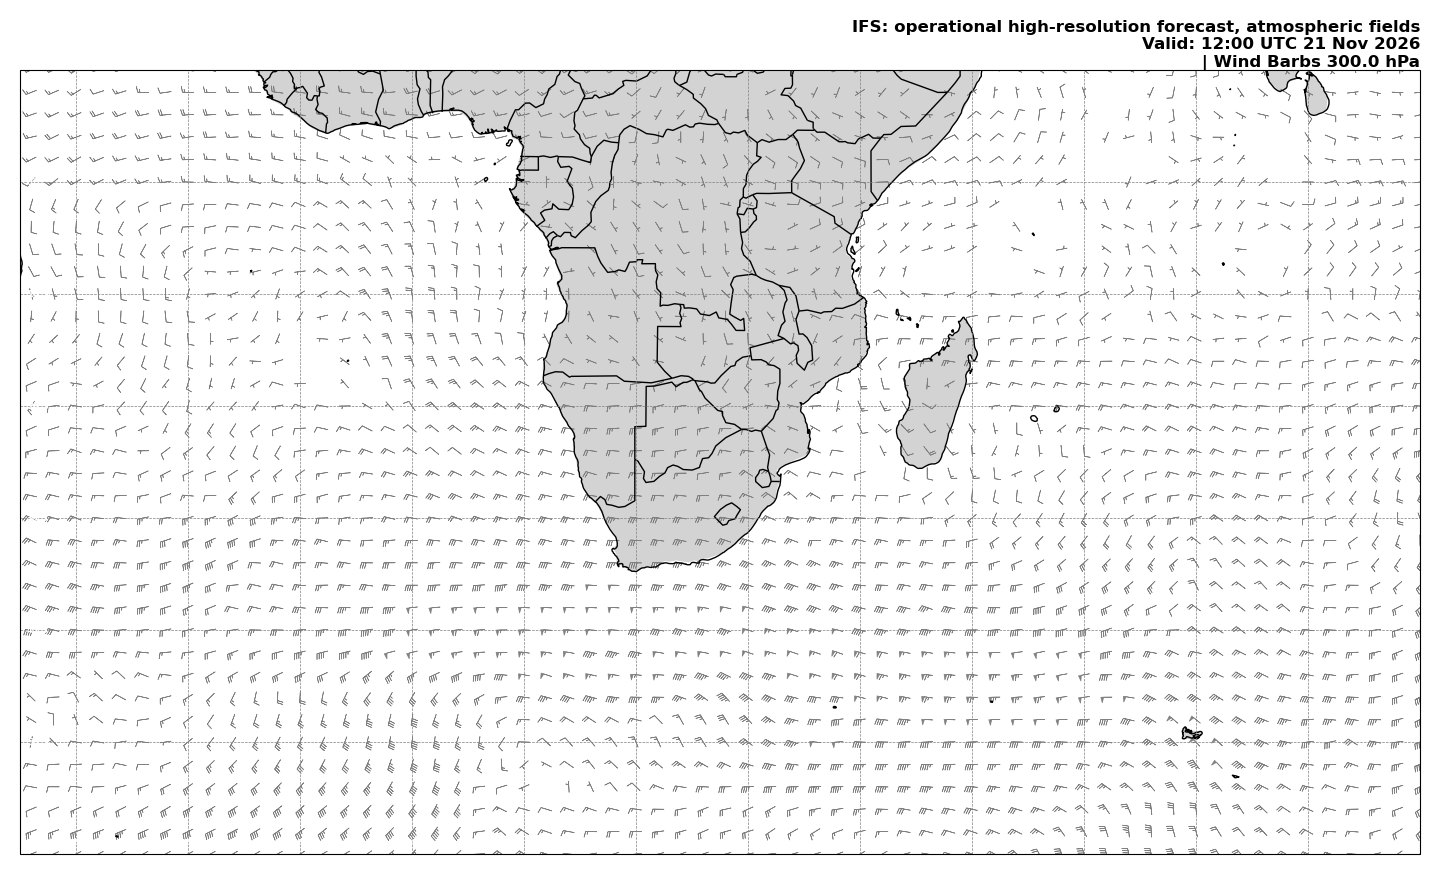 IFS: operational high-resolution forecast, atmospheric fields
Valid: 12:00 UTC 21 Nov 2026
| Wind Barbs 300.0 hPa